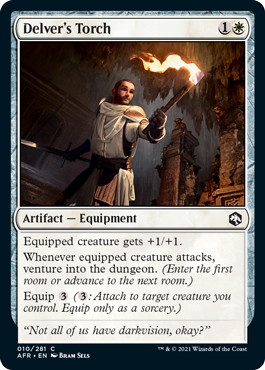 Delver's Torch 1
Artifact — Equipment
Equipped creature gets +1/+1.
Whenever equipped creature attacks,
venture into the dungeon. (Enter the first
room or advance to the next room.)
Equip 3 (3: Attach to target creature you
control. Equip only as a sorcery.)
"Not all of us have darkvision, okay?"
010/281 C
AFR • EN Bram Sels
™ & © 2021 Wizards of the Coast